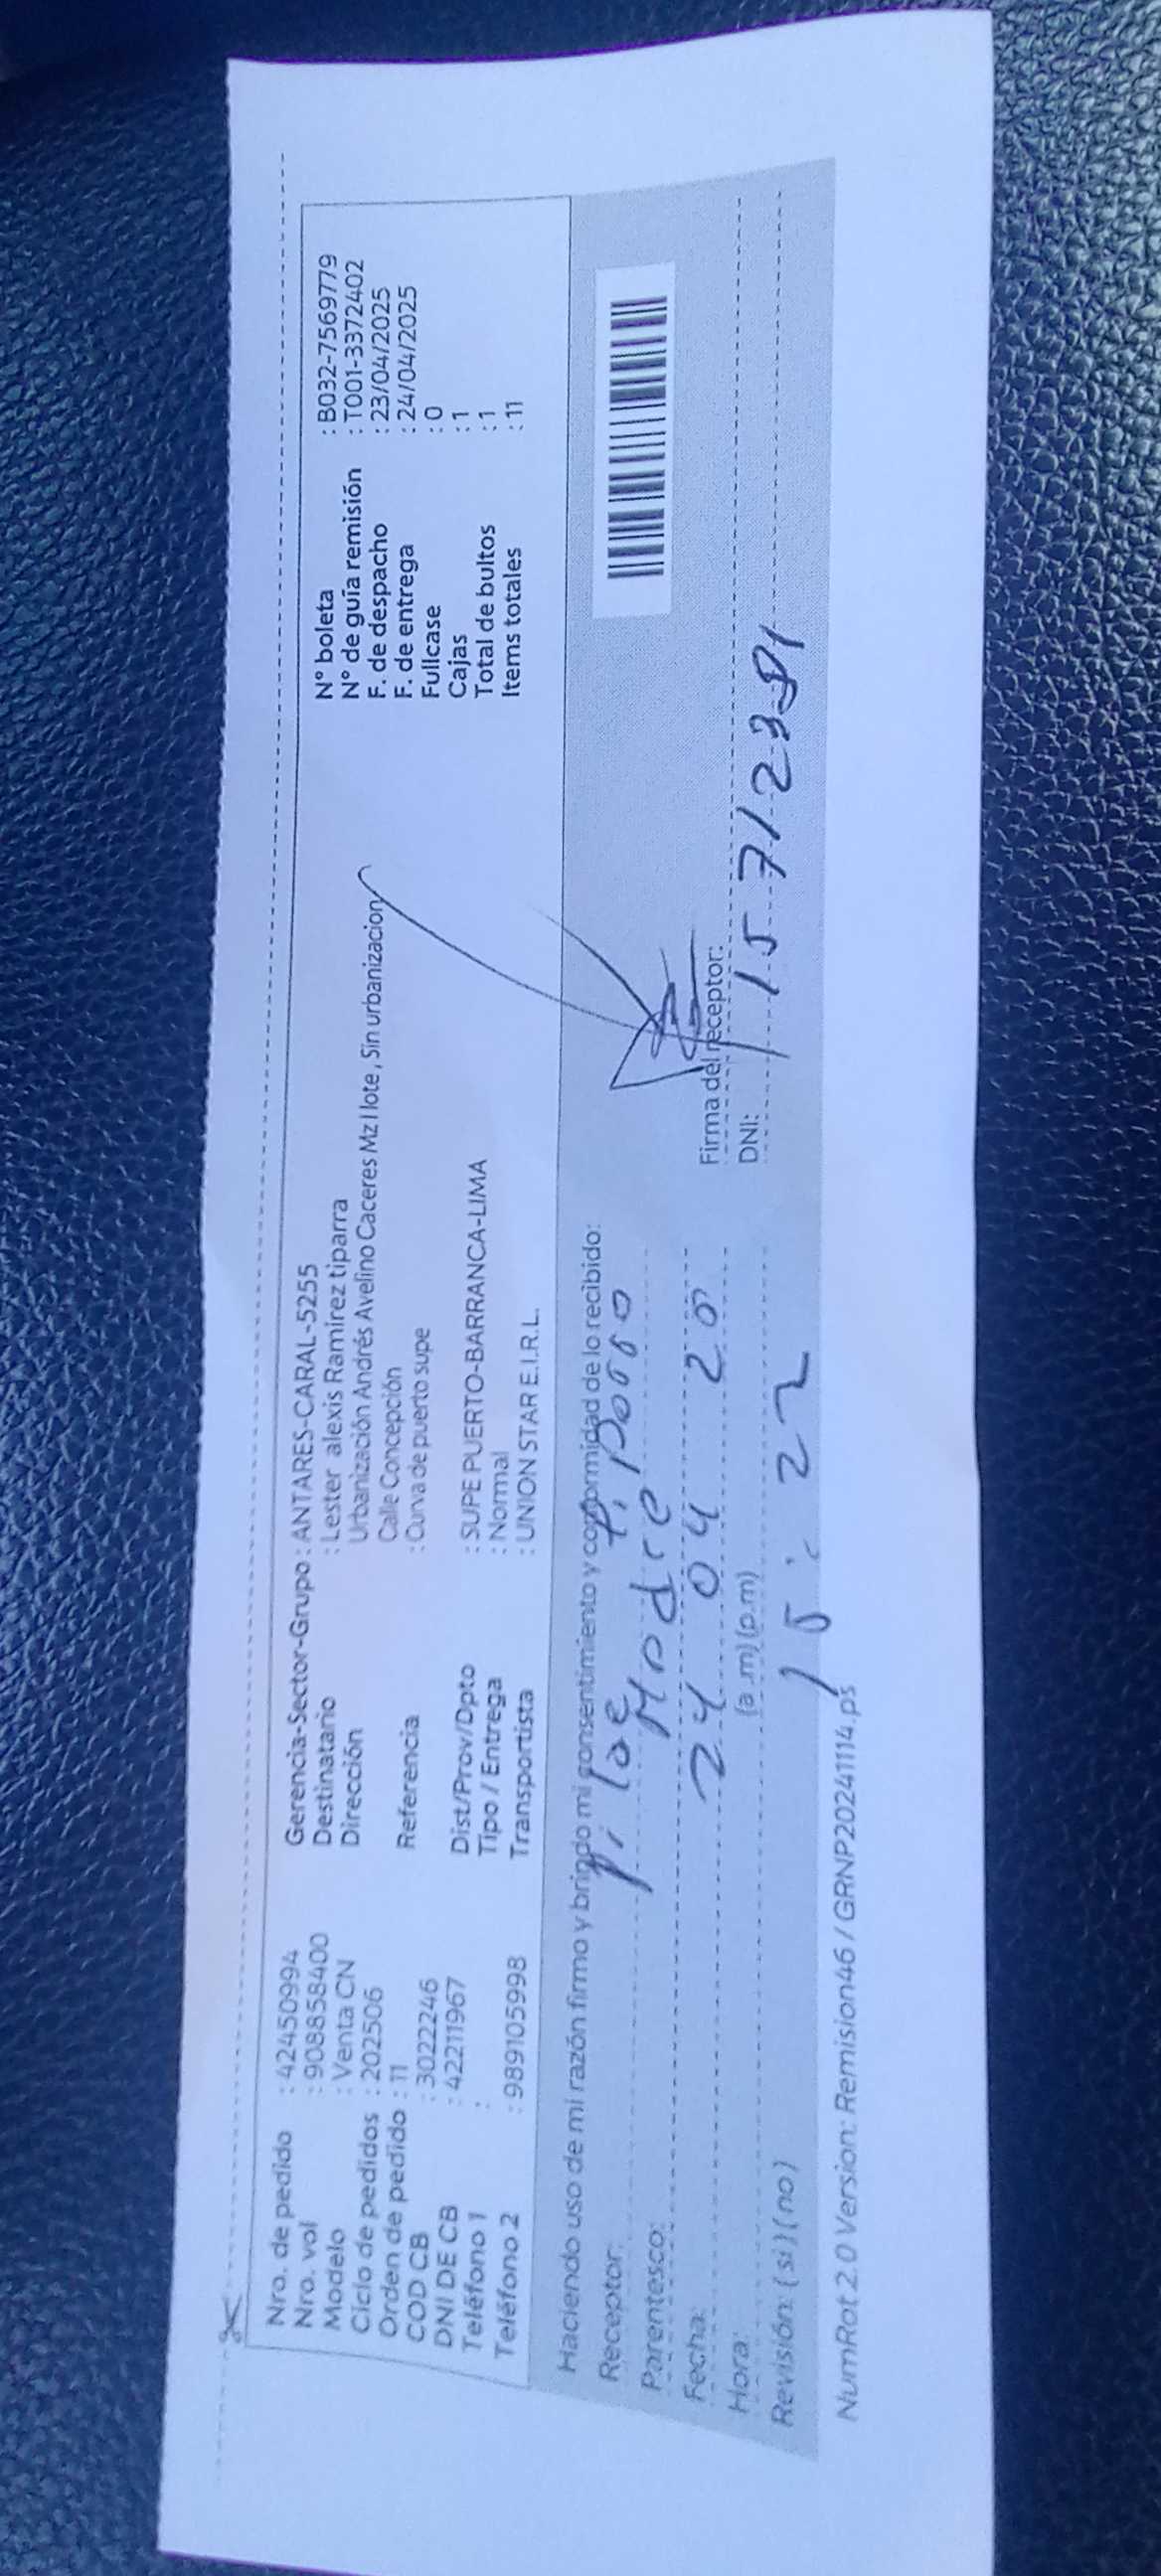 Nro. de pedido : 42450994
Nro. vol : 908858400
Modelo : Venta CN
Ciclo de pedidos : 202506
Orden de pedido : 11
COD CB : 3022246
DNI DE CB : 42211967
Teléfono 1 :
Teléfono 2 : 989105998
Gerencia-Sector-Grupo : ANTARES-CARAL-5255
Destinatario : Lester alexis Ramirez tiparra
Dirección Urbanización Andrés Avelino Caceres Mz I lote , Sin urbanizacion
Calle Concepción
Referencia : Curva de puerto supe
Dist/Prov/Dpto : SUPE PUERTO-BARRANCA-LIMA
Tipo / Entrega : Normal
Transportista : UNION STAR E.I.R.L.
N° boleta : B032-7569779
N° de guía remisión : T001-3372402
F. de despacho : 23/04/2025
F. de entrega : 24/04/2025
Fullcase : 0
Cajas : 1
Total de bultos : 1
Items totales : 11
Haciendo uso de mi razón firmo y brindo mi consentimiento y conformidad de lo recibido:
Receptor:
Parentesco: Madre
Fecha: 24 04 20
Hora: (a .m) (p.m) 15:22
Revisión: ( si ) ( no )
Firma del receptor:
DNI:
NumRot 2.0 Version: Remision46 / GRNP20241114.ps